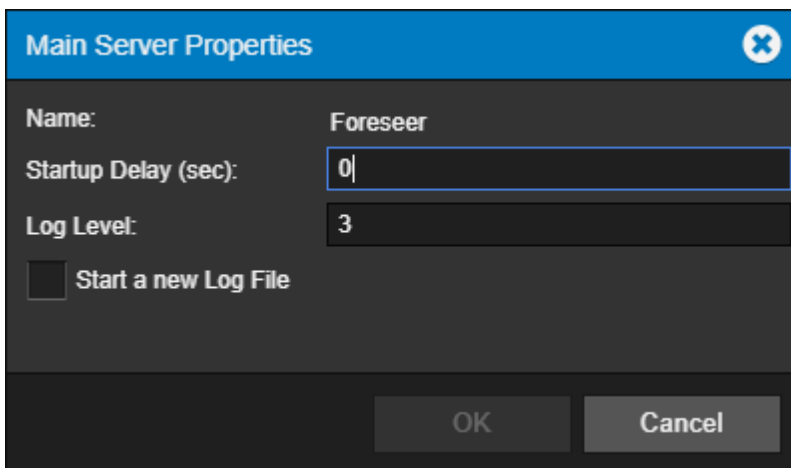 Main Server Properties
Name: Foreseer
Startup Delay (sec): 0
Log Level: 3
Start a new Log File
OK Cancel